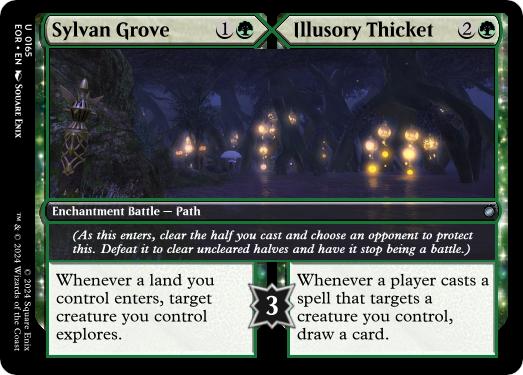 Sylvan Grove 1
Illusory Thicket 2
Enchantment Battle — Path
(As this enters, clear the half you cast and choose an opponent to protect
this. Defeat it to clear uncleared halves and have it stop being a battle.)
Whenever a land you
control enters, target
creature you control
explores.
3
Whenever a player casts a
spell that targets a
creature you control,
draw a card.
U 0165
EOR • EN SQUARE ENIX
™ & © 2024 Wizards of the Coast
© 2024 Square Enix